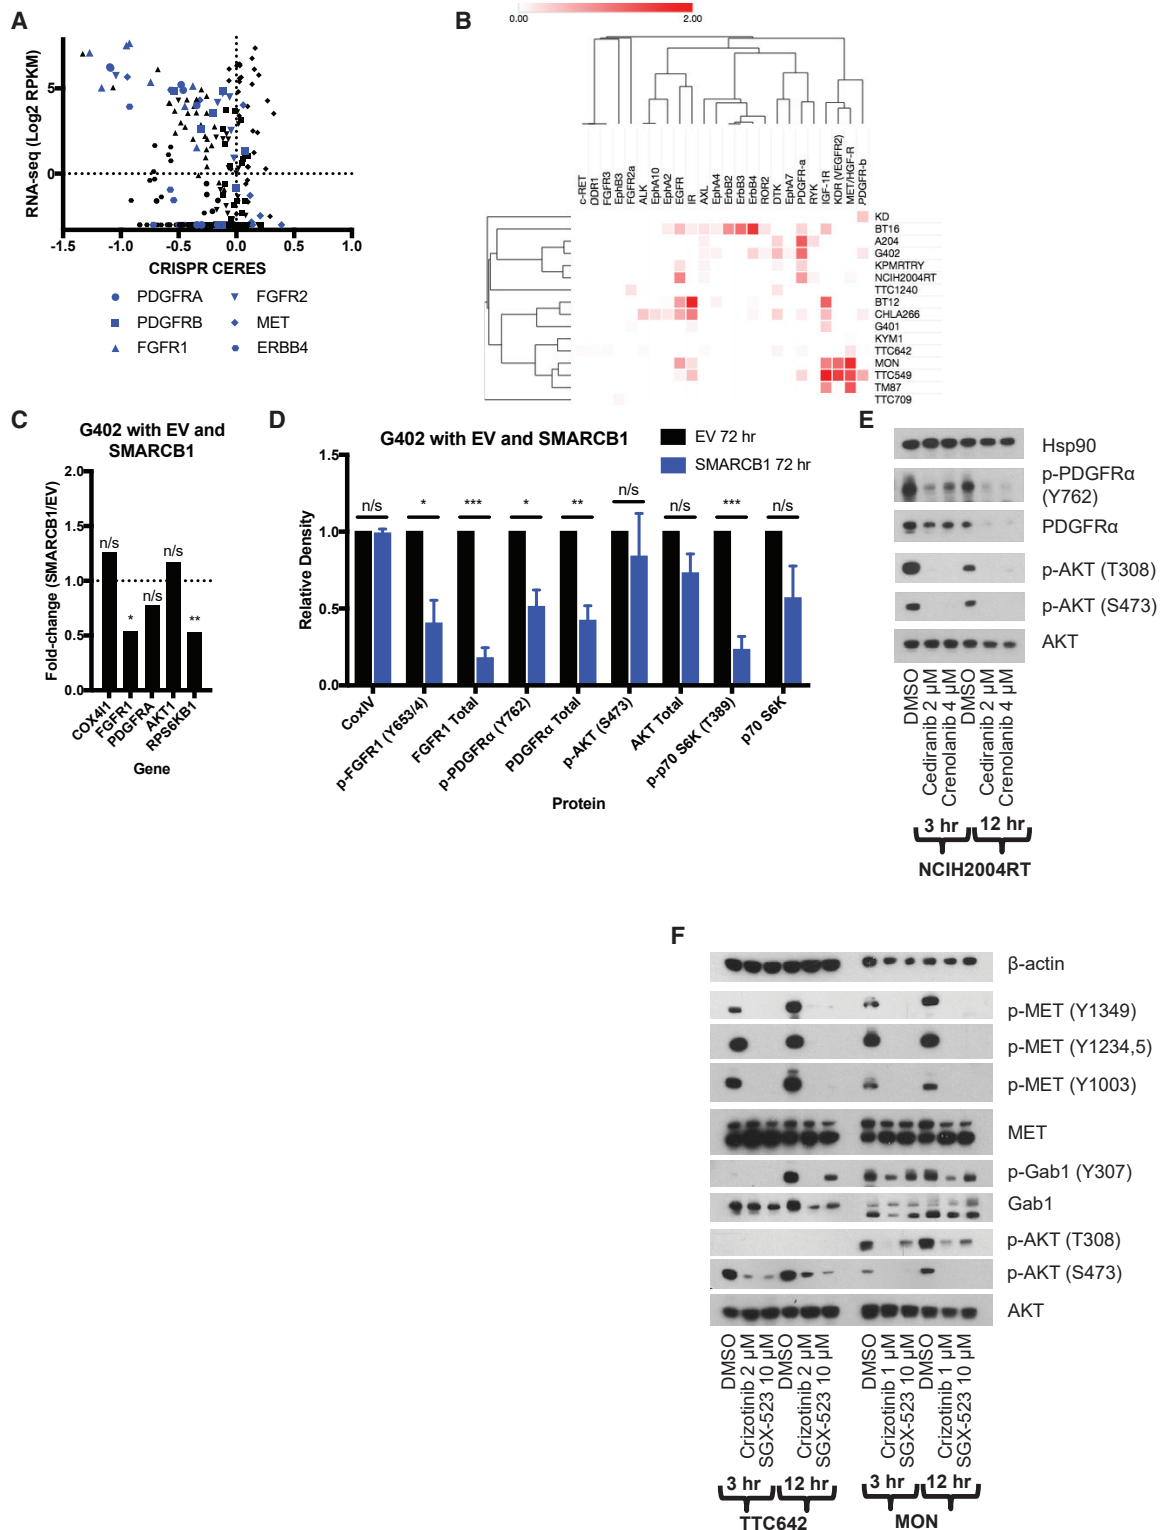 A
RNA-seq (Log2 RPKM)
5
0
-1.5
-1.0
-0.5
0.0
0.5
1.0
CRISPR CERES
PDGFRA
FGFR2
PDGFRB
MET
FGFR1
ERBB4
B
0.00
2.00
c-RET
DDR1
FGFR3
EphB3
FGFR2a
ALK
EphA10
EphA2
EGFR
IR
AXL
EphA4
ErbB2
ErbB3
ErbB4
ROR2
DTK
EphA7
PDGFR-a
RYK
IGF-1R
KDR (VEGFR2)
MET/HGF-R
PDGFR-b
KD
BT16
A204
G402
KPMRTRY
NCIH2004RT
TTC1240
BT12
CHLA266
G401
KYM1
TTC642
MON
TTC549
TM87
TTC709
C
G402 with EV and
SMARCB1
Fold-change (SMARCB1/EV)
2.0
1.5
1.0
0.5
0.0
n/s
*
n/s
n/s
**
COX4I1
FGFR1
PDGFRA
AKT1
RPS6KB1
Gene
D
G402 with EV and SMARCB1
EV 72 hr
SMARCB1 72 hr
Relative Density
1.5
1.0
0.5
0.0
n/s
*
***
*
**
n/s
n/s
***
n/s
CoxIV
p-FGFR1 (Y653/4)
FGFR1 Total
p-PDGFRα (Y762)
PDGFRα Total
p-AKT (S473)
AKT Total
p-p70 S6K (T389)
p70 S6K
Protein
E
Hsp90
p-PDGFRα
(Y762)
PDGFRα
p-AKT (T308)
p-AKT (S473)
AKT
DMSO
Cediranib 2 µM
Crenolanib 4 µM
DMSO
Cediranib 2 µM
Crenolanib 4 µM
3 hr
12 hr
NCIH2004RT
F
β-actin
p-MET (Y1349)
p-MET (Y1234,5)
p-MET (Y1003)
MET
p-Gab1 (Y307)
Gab1
p-AKT (T308)
p-AKT (S473)
AKT
DMSO
Crizotinib 2 µM
SGX-523 10 µM
DMSO
Crizotinib 2 µM
SGX-523 10 µM
DMSO
Crizotinib 1 µM
SGX-523 10 µM
DMSO
Crizotinib 1 µM
SGX-523 10 µM
3 hr
12 hr
3 hr
12 hr
TTC642
MON